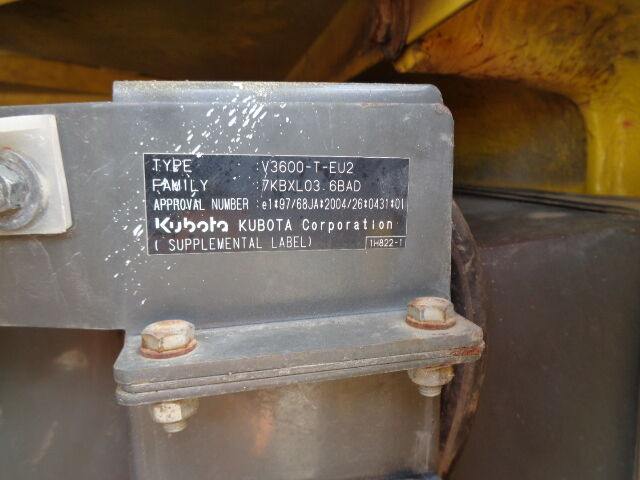 TYPE :V3600-T-EU2
FAMILY :7KBXL03.6BAD
APPROVAL NUMBER :e1*97/68JA*2004/26*0431*01
Kubota KUBOTA Corporation
(SUPPLEMENTAL LABEL) 1H822-1